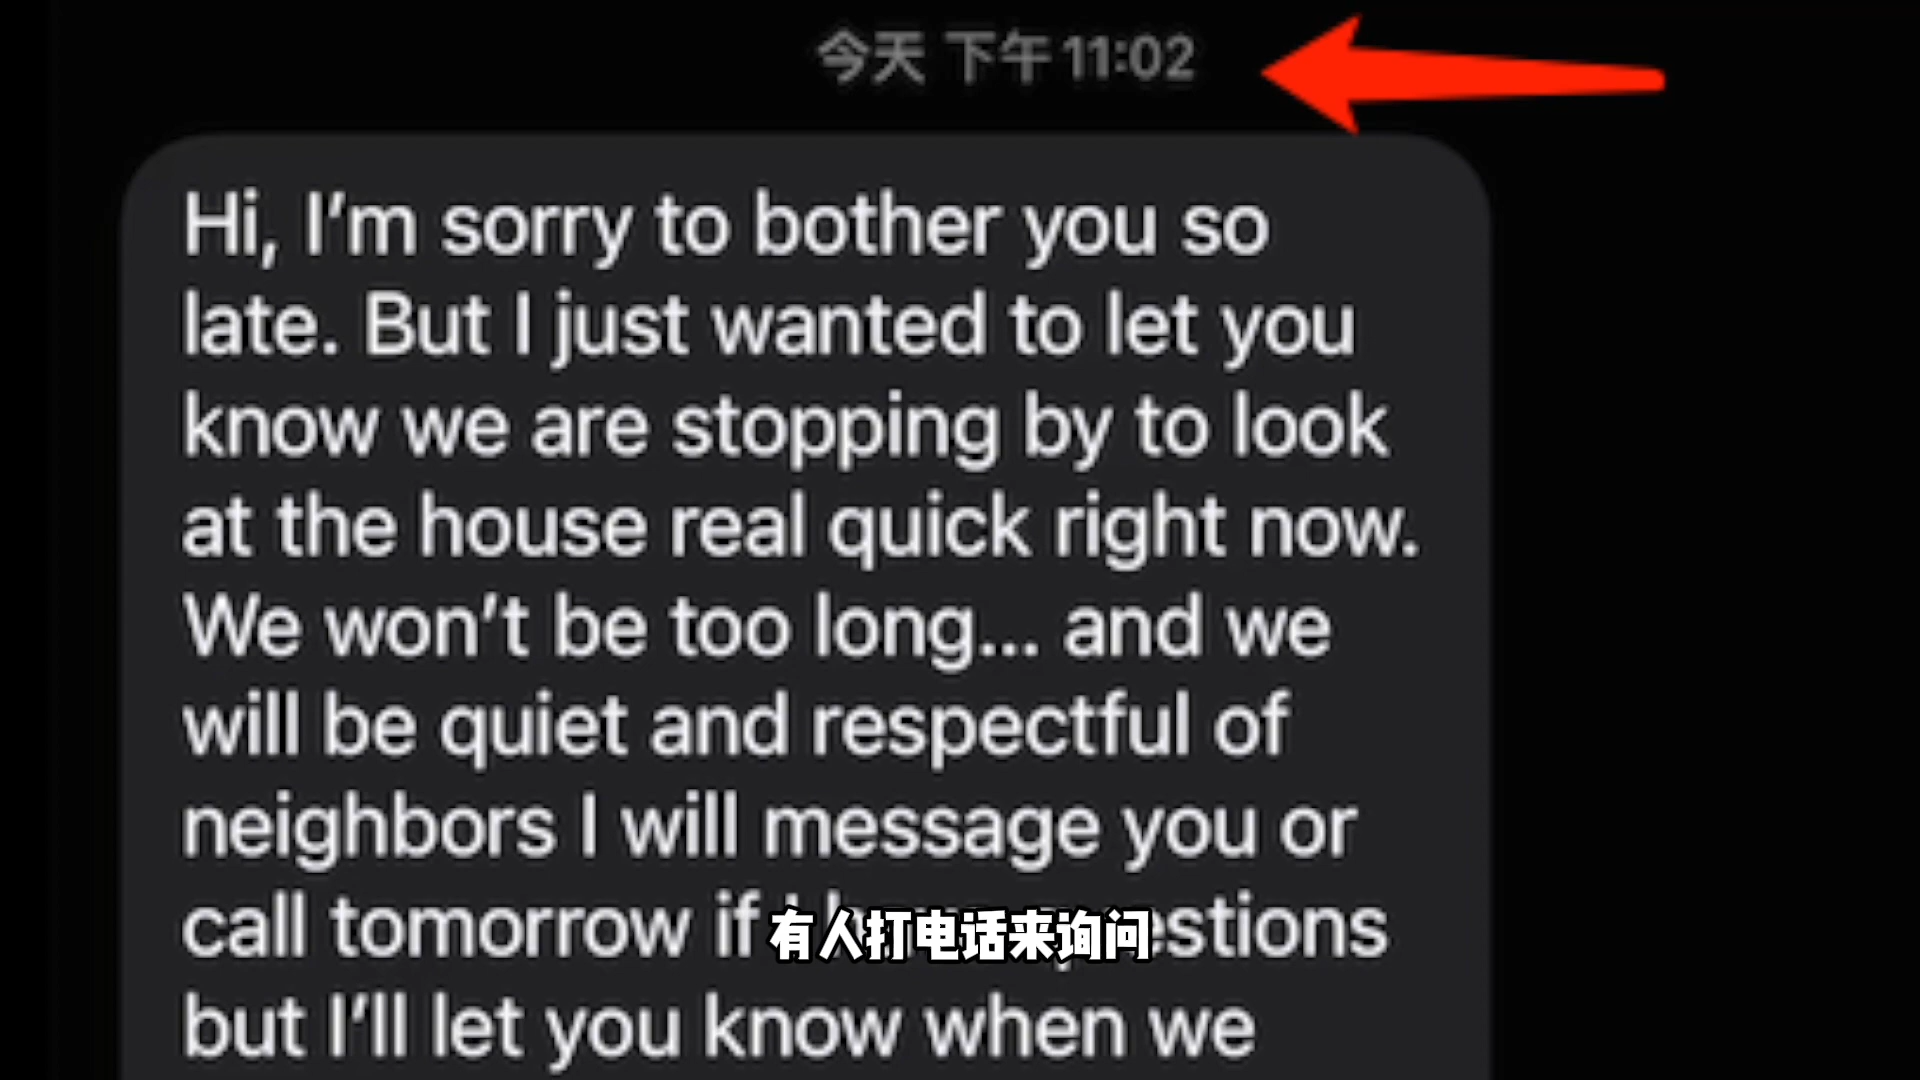 今天 下午11:02
Hi, I’m sorry to bother you so
late. But I just wanted to let you
know we are stopping by to look
at the house real quick right now.
We won’t be too long... and we
will be quiet and respectful of
neighbors I will message you or
call tomorrow if
有人打电话来询问
but I’ll let you know when we